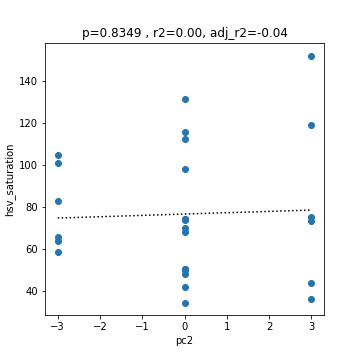 p=0.8349 , r2=0.00, adj_r2=-0.04
140
120
100
80
60
40
hsv_saturation
−3 −2 −1 0 1 2 3
pc2